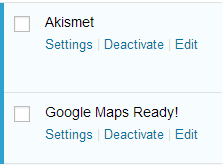 Akismet
Settings | Deactivate | Edit
Google Maps Ready!
Settings | Deactivate | Edit